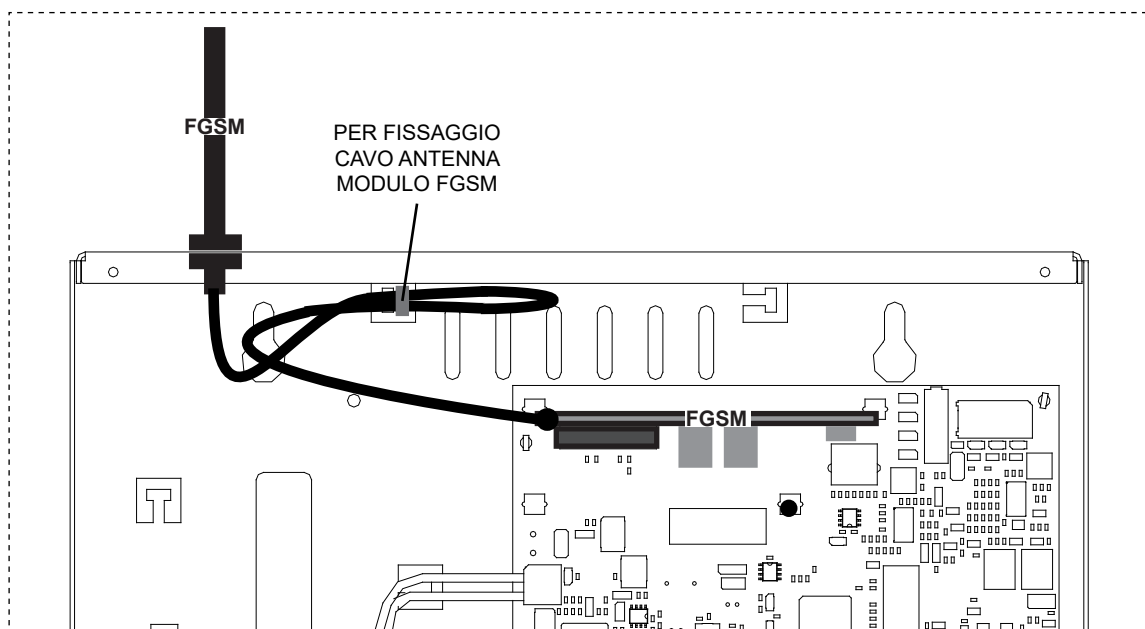 FGSM
PER FISSAGGIO
CAVO ANTENNA
MODULO FGSM
FGSM